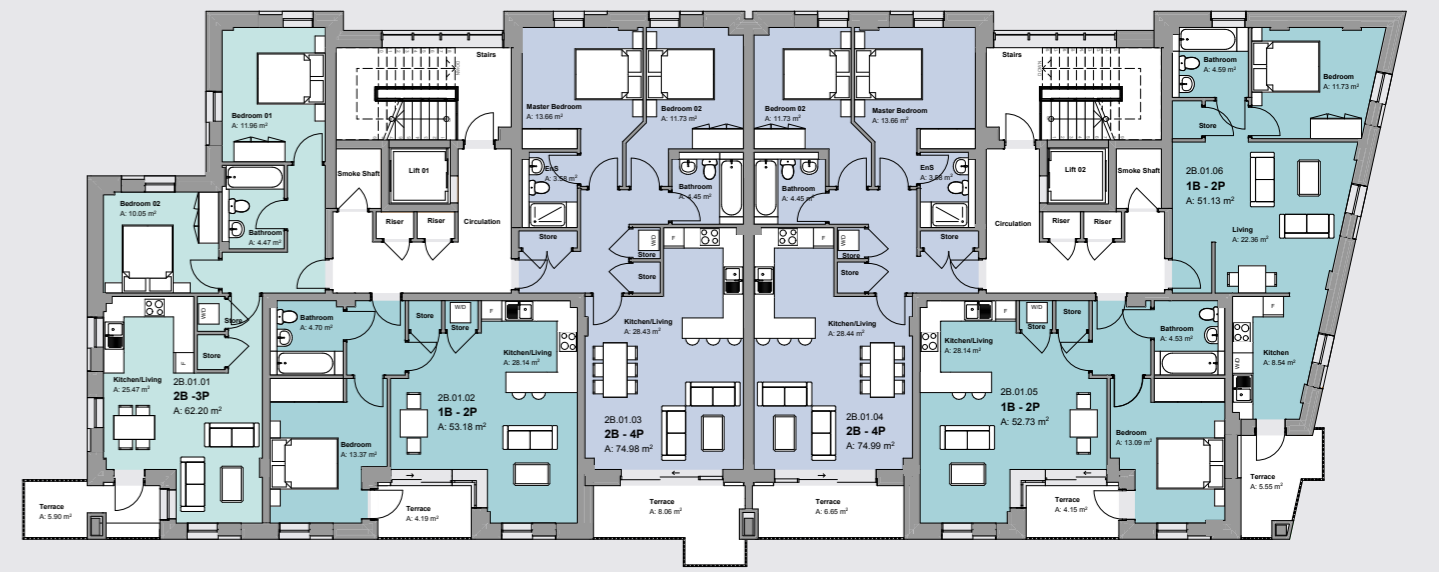 Bedroom 01
A: 11.96 m²
Bedroom 02
A: 10.05 m²
Bathroom
A: 4.47 m²
Store
W/D
Store
F
Kitchen/Living
A: 25.47 m²
2B.01.01
2B -3P
A: 62.20 m²
Terrace
A: 5.90 m²
Stairs
Smoke Shaft
Lift 01
Riser
Riser
Circulation
Bathroom
A: 4.70 m²
Store
W/D
Store
F
Kitchen/Living
A: 28.14 m²
2B.01.02
1B - 2P
A: 53.18 m²
Bedroom
A: 13.37 m²
Terrace
A: 4.19 m²
Master Bedroom
A: 13.66 m²
Bedroom 02
A: 11.73 m²
EnS
Bathroom
A: 4.45 m²
Store
W/D
F
Store
Store
Kitchen/Living
A: 28.43 m²
2B.01.03
2B - 4P
A: 74.98 m²
Terrace
A: 8.06 m²
Bedroom 02
A: 11.73 m²
Master Bedroom
A: 13.66 m²
Bathroom
A: 4.45 m²
EnS
Store
F
W/D
Store
Store
Kitchen/Living
A: 28.44 m²
2B.01.04
2B - 4P
A: 74.99 m²
Terrace
A: 6.65 m²
Stairs
Lift 02
Smoke Shaft
Riser
Riser
Circulation
Kitchen/Living
A: 28.14 m²
F
W/D
Store
Store
Bathroom
A: 4.53 m²
2B.01.05
1B - 2P
A: 52.73 m²
Bedroom
A: 13.09 m²
Terrace
A: 4.15 m²
Bathroom
A: 4.59 m²
Bedroom
A: 11.73 m²
Store
2B.01.06
1B - 2P
A: 51.13 m²
Living
A: 22.36 m²
F
W/D
Kitchen
A: 8.54 m²
Terrace
A: 5.55 m²